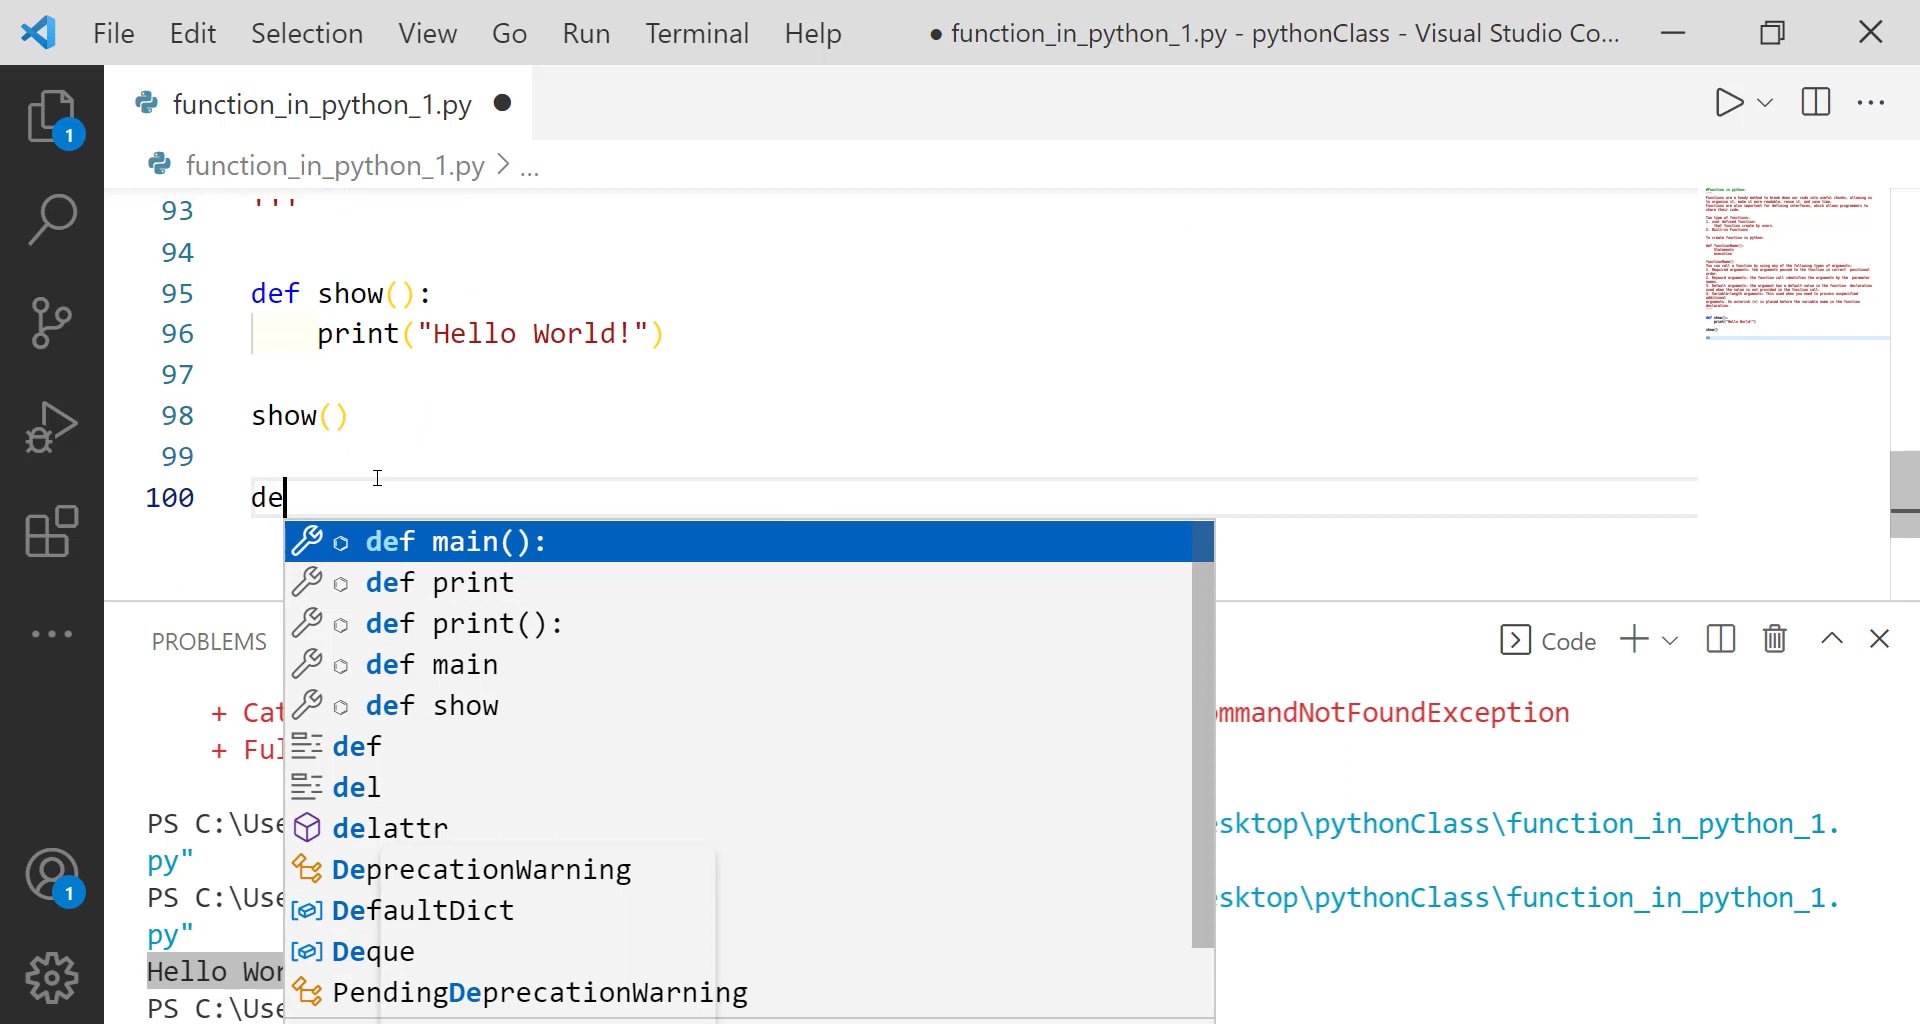 File Edit Selection View Go Run Terminal Help ● function_in_python_1.py - pythonClass - Visual Studio Co...
function_in_python_1.py
function_in_python_1.py > ...
93 '''
94
95 def show():
96 print("Hello World!")
97
98 show()
99
100 de
def main():
def print
def print():
def main
def show
def
del
delattr
DeprecationWarning
DefaultDict
Deque
PendingDeprecationWarning
PROBLEMS
Code
+ Cat
ommandNotFoundException
+ Ful
PS C:\Use
sktop\pythonClass\function_in_python_1.
py"
PS C:\Use
sktop\pythonClass\function_in_python_1.
py"
Hello Wor
PS C:\Use
1
1